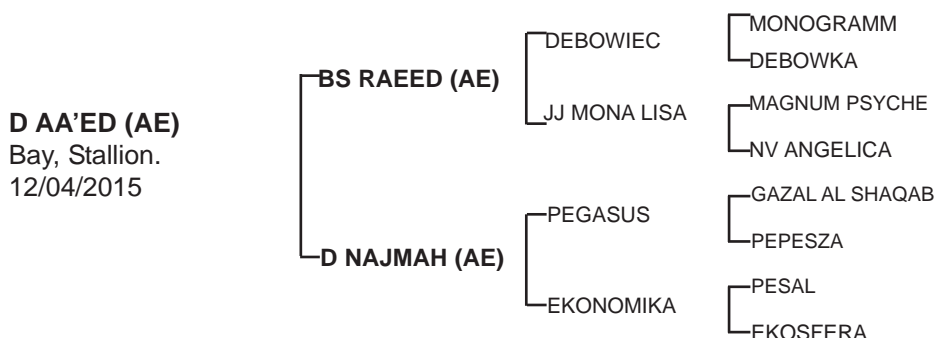 D AA’ED (AE)
Bay, Stallion.
12/04/2015
BS RAEED (AE)
D NAJMAH (AE)
DEBOWIEC
JJ MONA LISA
PEGASUS
EKONOMIKA
MONOGRAMM
DEBOWKA
MAGNUM PSYCHE
NV ANGELICA
GAZAL AL SHAQAB
PEPESZA
PESAL
EKOSFERA